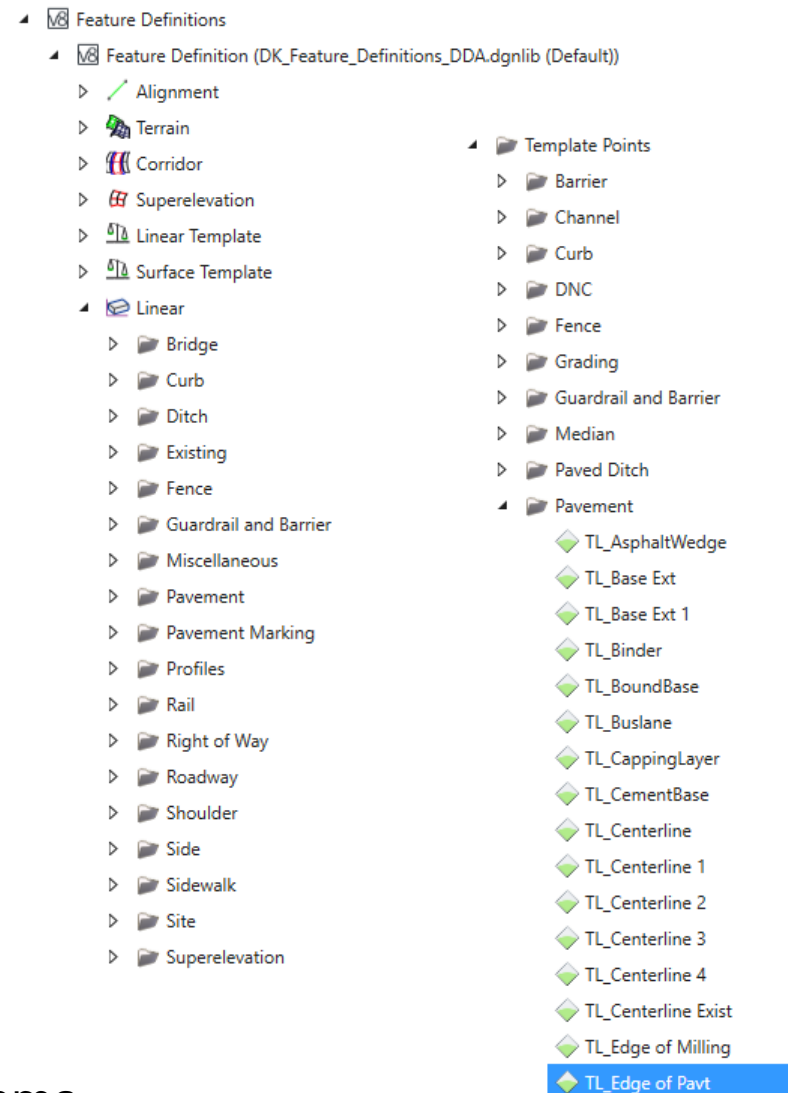 Feature Definitions
Feature Definition (DK_Feature_Definitions_DDA.dgnlib (Default))
Alignment
Terrain
Corridor
Superelevation
Linear Template
Surface Template
Linear
Bridge
Curb
Ditch
Existing
Fence
Guardrail and Barrier
Miscellaneous
Pavement
Pavement Marking
Profiles
Rail
Right of Way
Roadway
Shoulder
Side
Sidewalk
Site
Superelevation
Template Points
Barrier
Channel
Curb
DNC
Fence
Grading
Guardrail and Barrier
Median
Paved Ditch
Pavement
TL_AsphaltWedge
TL_Base Ext
TL_Base Ext 1
TL_Binder
TL_BoundBase
TL_Buslane
TL_CappingLayer
TL_CementBase
TL_Centerline
TL_Centerline 1
TL_Centerline 2
TL_Centerline 3
TL_Centerline 4
TL_Centerline Exist
TL_Edge of Milling
TL_Edge of Pavt